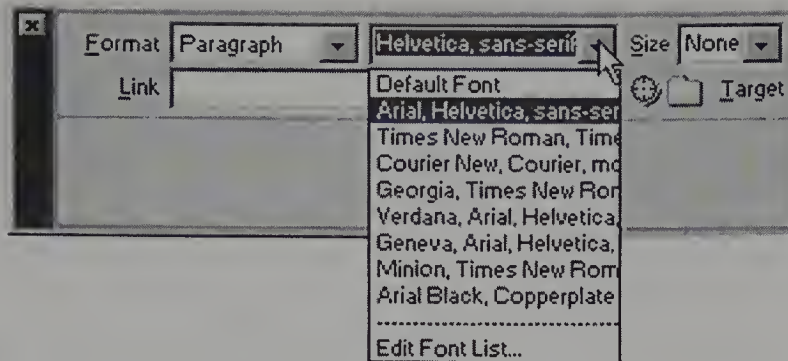 Format Paragraph Helvetica, sans-serif Size None
Link Target
Default Font
Arial, Helvetica, sans-ser
Times New Roman, Time
Courier New, Courier, mo
Georgia, Times New Rom
Verdana, Arial, Helvetica,
Geneva, Arial, Helvetica,
Minion, Times New Rom
Arial Black, Copperplate
Edit Font List...